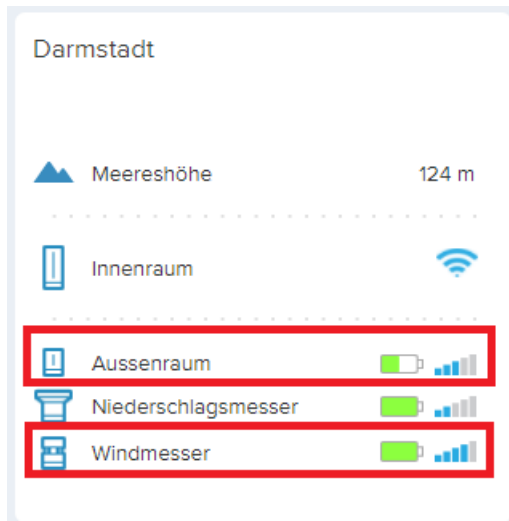 Darmstadt
Meereshöhe 124 m
Innenraum
Aussenraum
Niederschlagsmesser
Windmesser